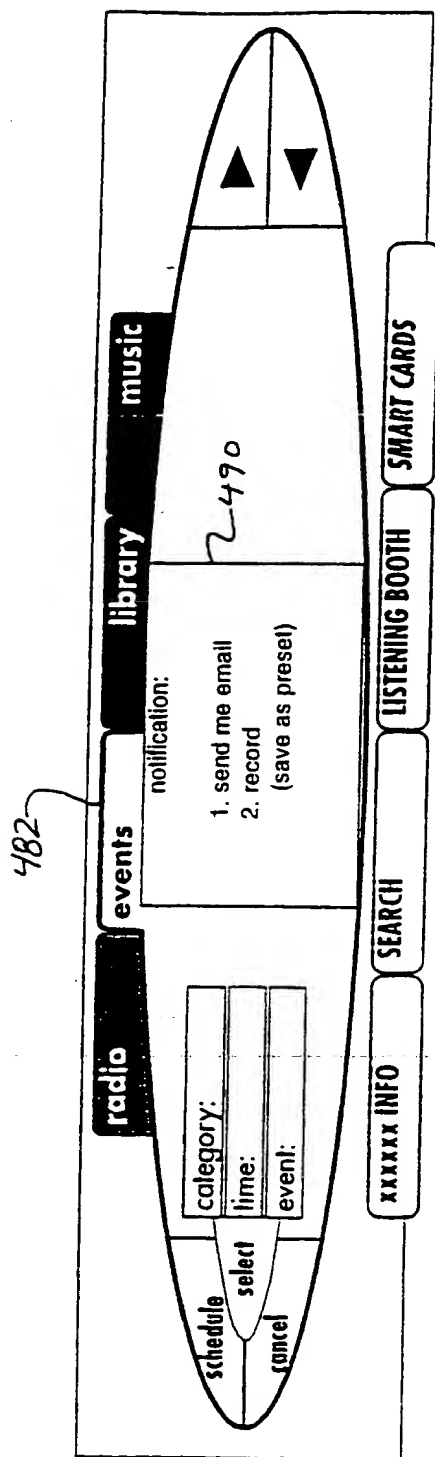 482
radio
events
library
music
schedule
select
cancel
category:
time:
event:
notification:
1. send me email
2. record
(save as preset)
490
xxxxxx INFO
SEARCH
LISTENING BOOTH
SMART CARDS